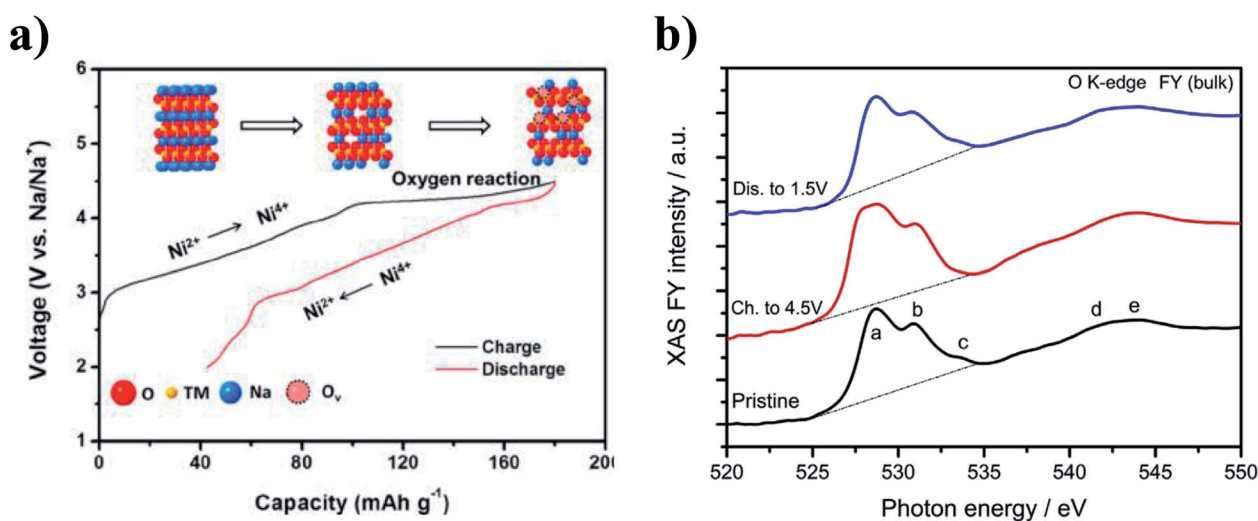 a)
6
5
4
3
2
1
Voltage (V vs. Na/Na⁺)
Oxygen reaction
Ni²⁺ → Ni⁴⁺
Ni²⁺ ← Ni⁴⁺
Charge
Discharge
O TM Na Oᵥ
0 40 80 120 160 200
Capacity (mAh g⁻¹)
b)
O K-edge FY (bulk)
XAS FY intensity / a.u.
Dis. to 1.5V
Ch. to 4.5V
Pristine
a b c d e
520 525 530 535 540 545 550
Photon energy / eV